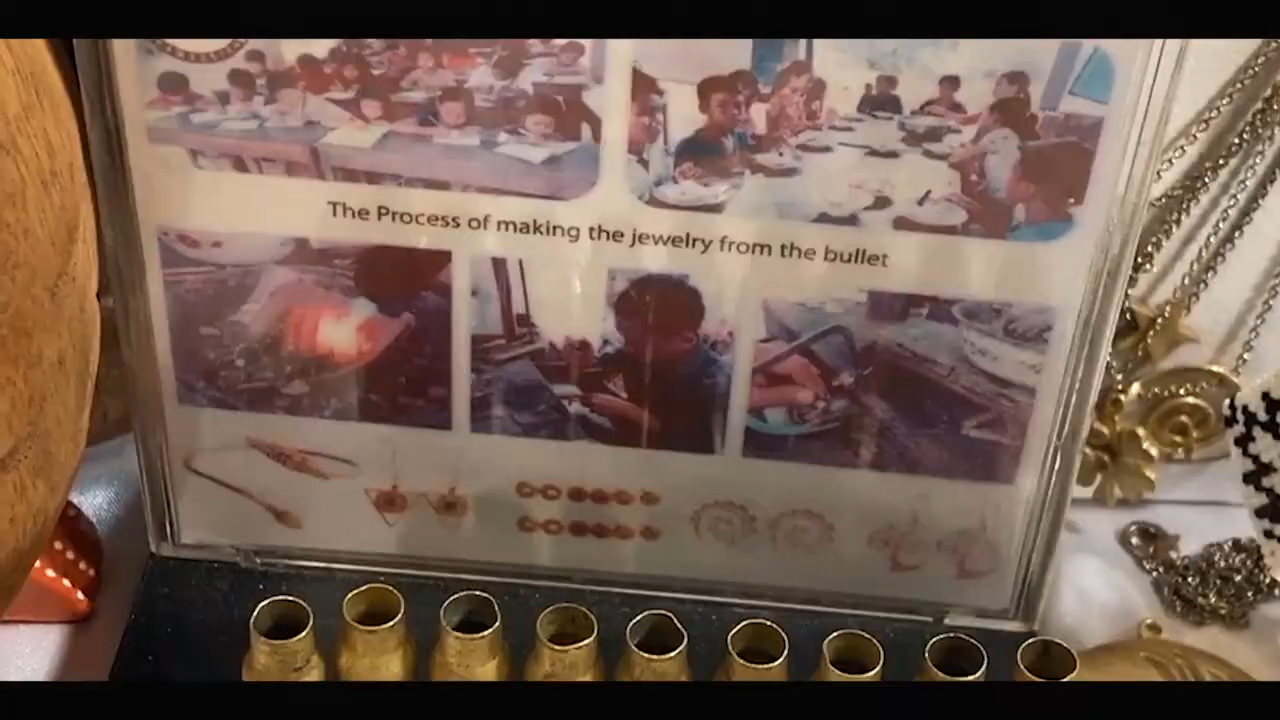 The Process of making the jewelry from the bullet